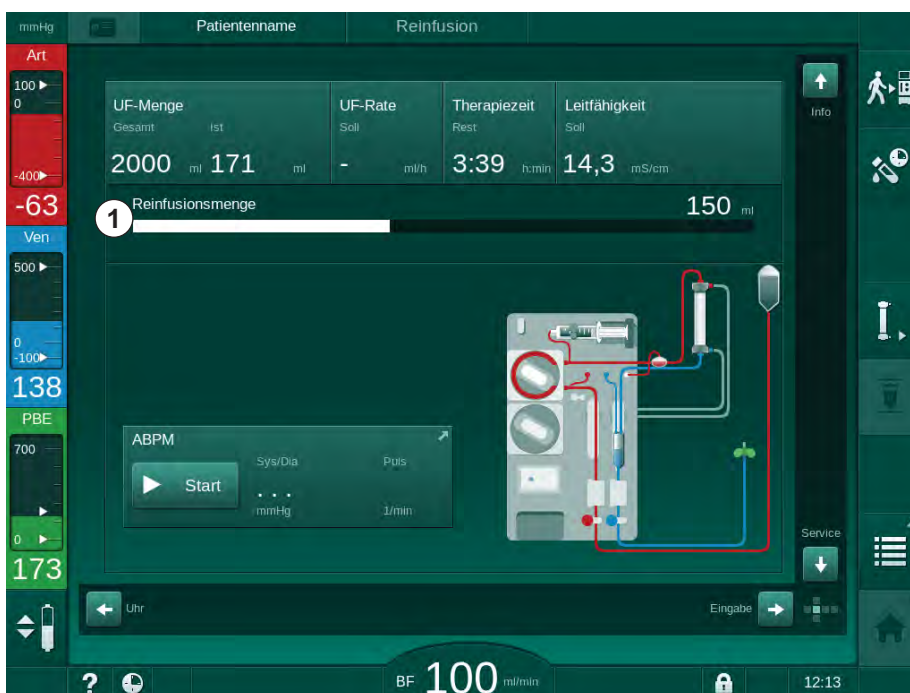 mmHg Patientenname Reinfusion
Art
100
0
-400
-63
Ven
500
0
-100
138
PBE
700
0
173
UF-Menge UF-Rate Therapiezeit Leitfähigkeit
Gesamt ist Soll Rest Soll
2000 ml 171 ml - ml/h 3:39 h:min 14,3 mS/cm
1 Reinfusionsmenge 150 ml
ABPM
Sys/Dia Puls
Start . . .
mmHg 1/min
Info
Service
Uhr Eingabe
? BF 100 ml/min 12:13